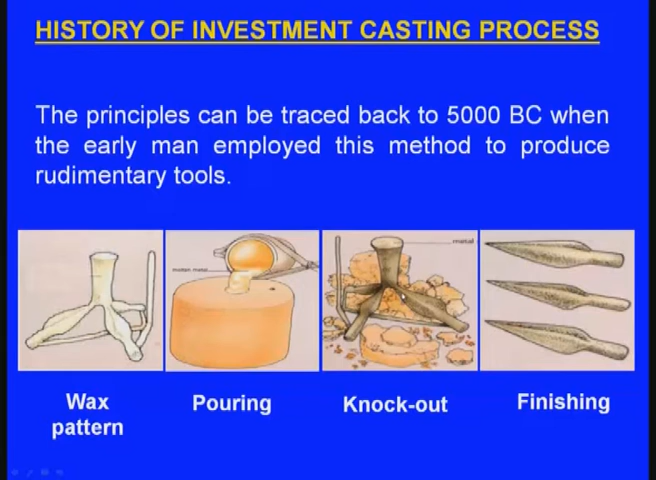 HISTORY OF INVESTMENT CASTING PROCESS
The principles can be traced back to 5000 BC when
the early man employed this method to produce
rudimentary tools.
Wax
pattern
Pouring
Knock-out
Finishing